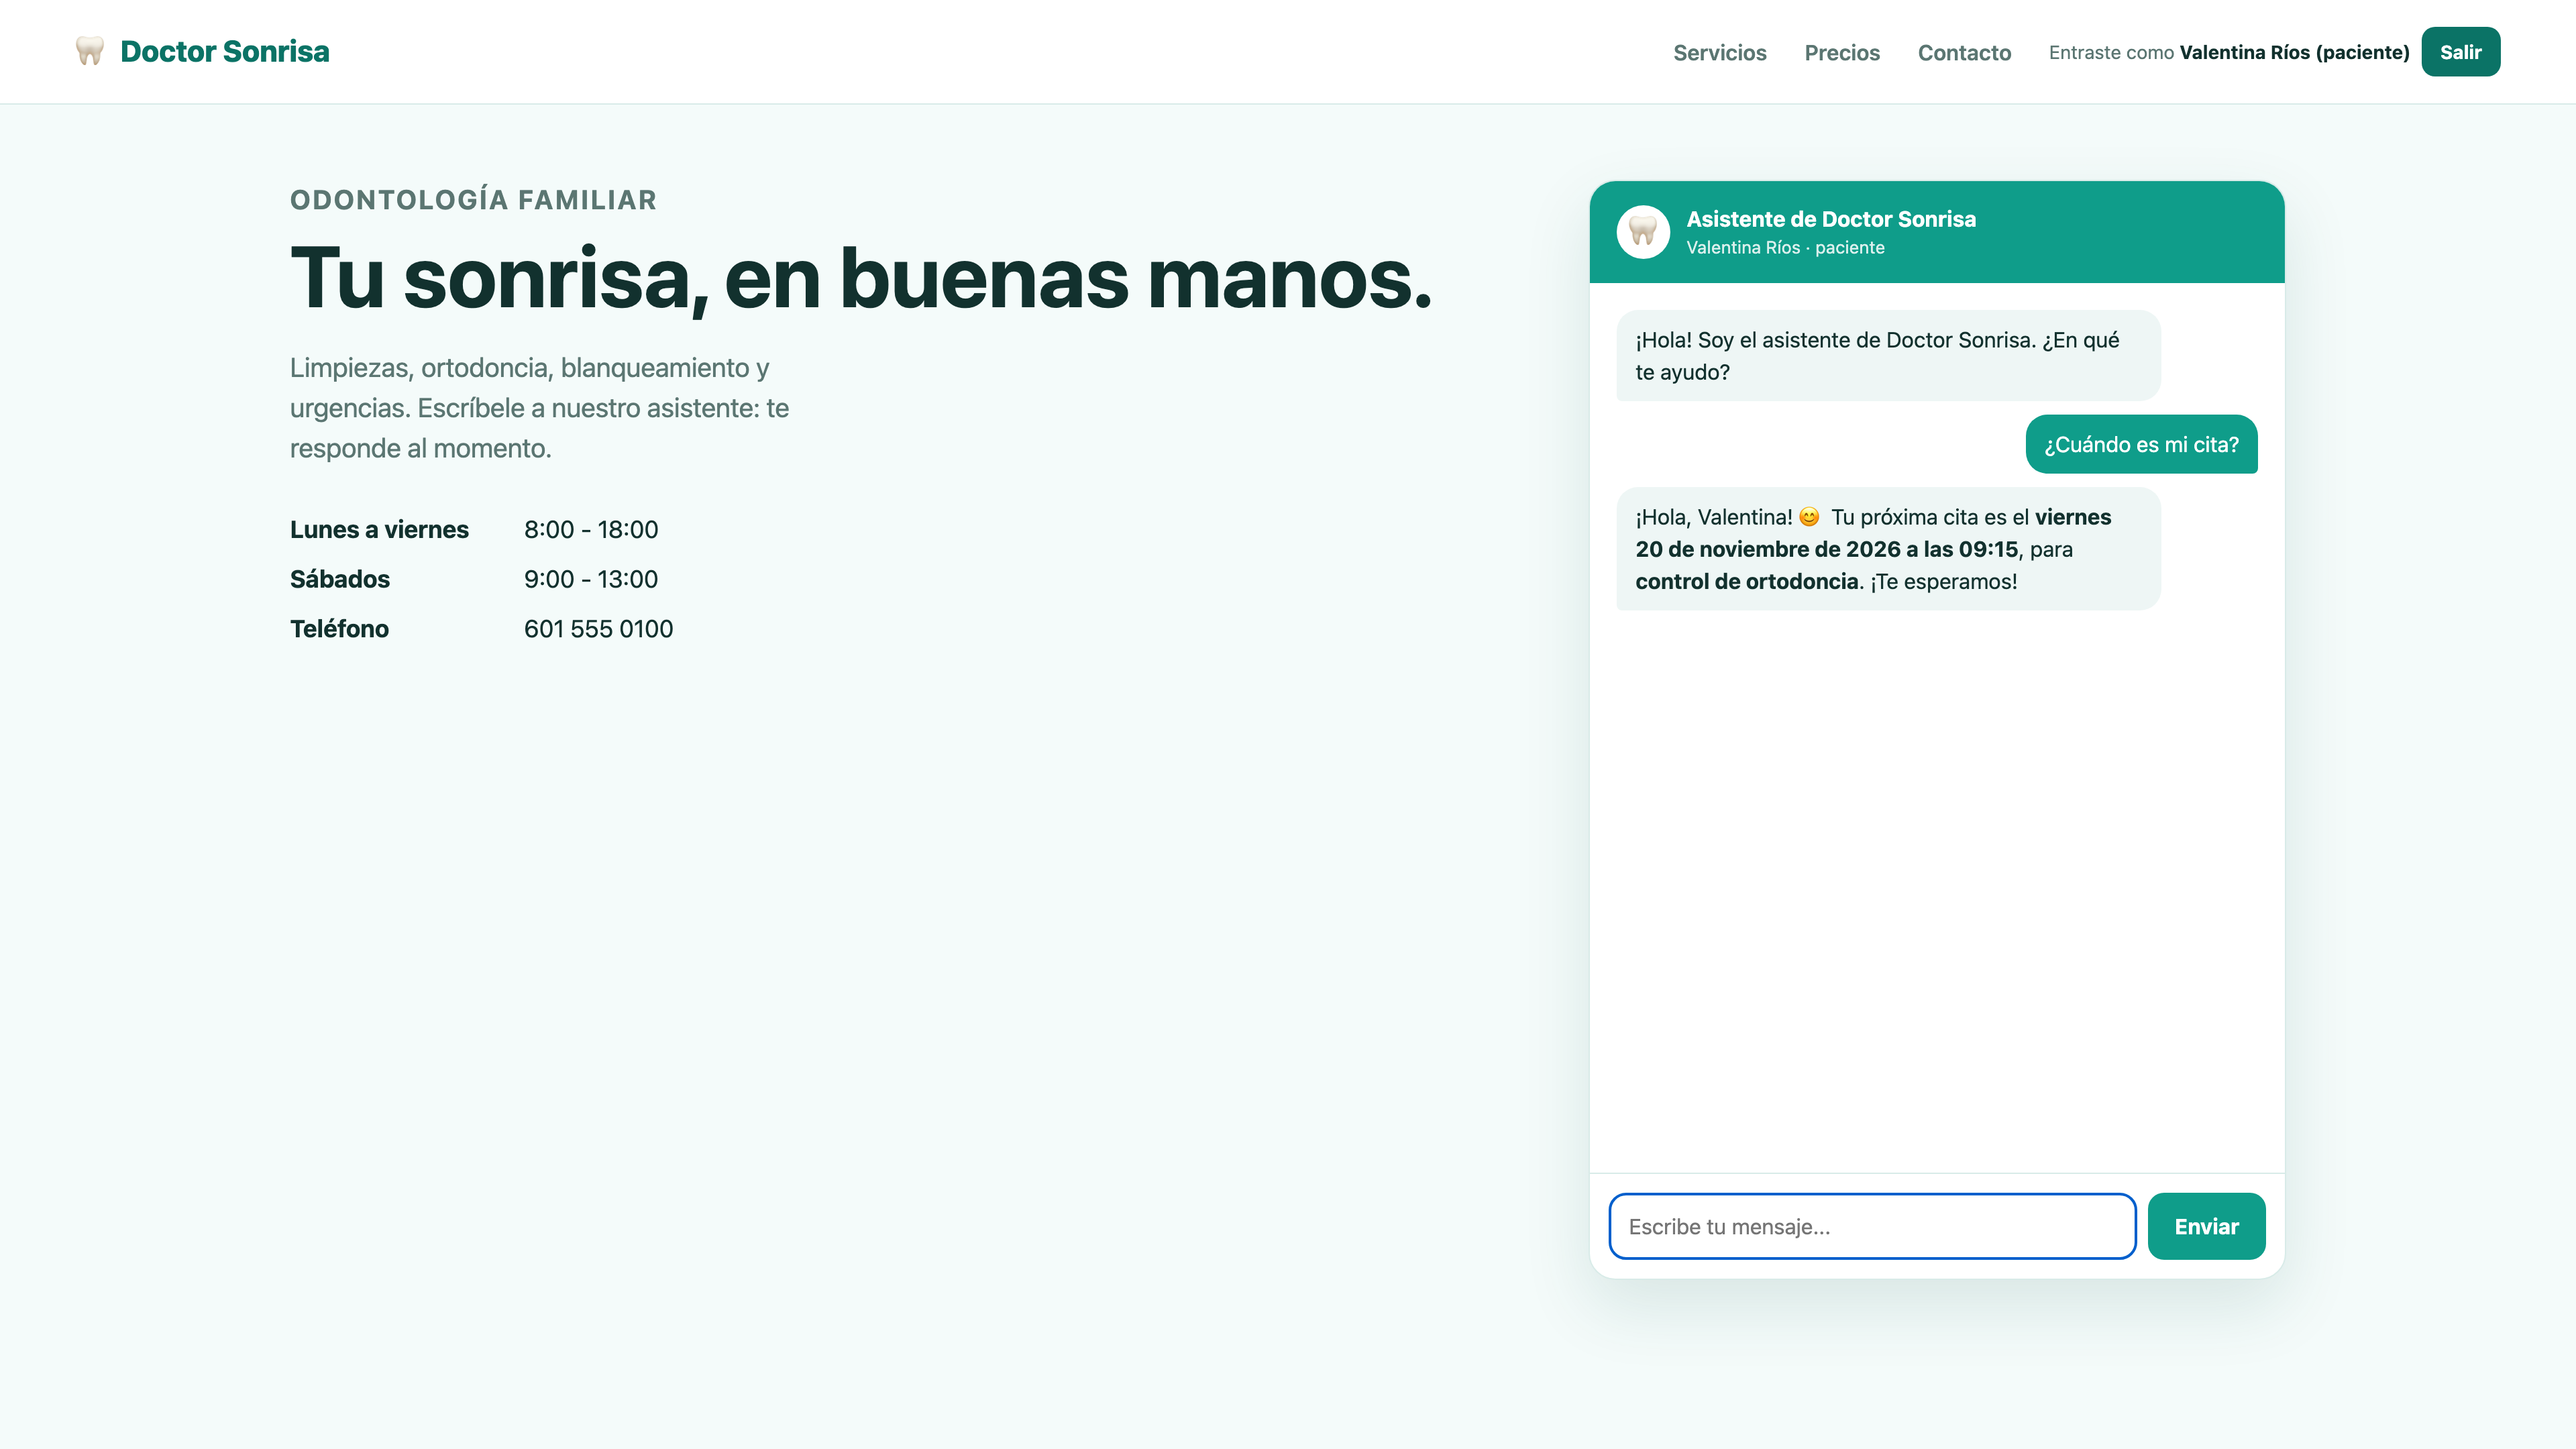 Doctor Sonrisa
Servicios
Precios
Contacto
Entraste como Valentina Ríos (paciente)
Salir
ODONTOLOGÍA FAMILIAR
Tu sonrisa, en buenas manos.
Limpiezas, ortodoncia, blanqueamiento y
urgencias. Escríbele a nuestro asistente: te
responde al momento.
Lunes a viernes 8:00 - 18:00
Sábados 9:00 - 13:00
Teléfono 601 555 0100
Asistente de Doctor Sonrisa
Valentina Ríos · paciente
¡Hola! Soy el asistente de Doctor Sonrisa. ¿En qué
te ayudo?
¿Cuándo es mi cita?
¡Hola, Valentina! 😊 Tu próxima cita es el viernes
20 de noviembre de 2026 a las 09:15, para
control de ortodoncia. ¡Te esperamos!
Escribe tu mensaje...
Enviar